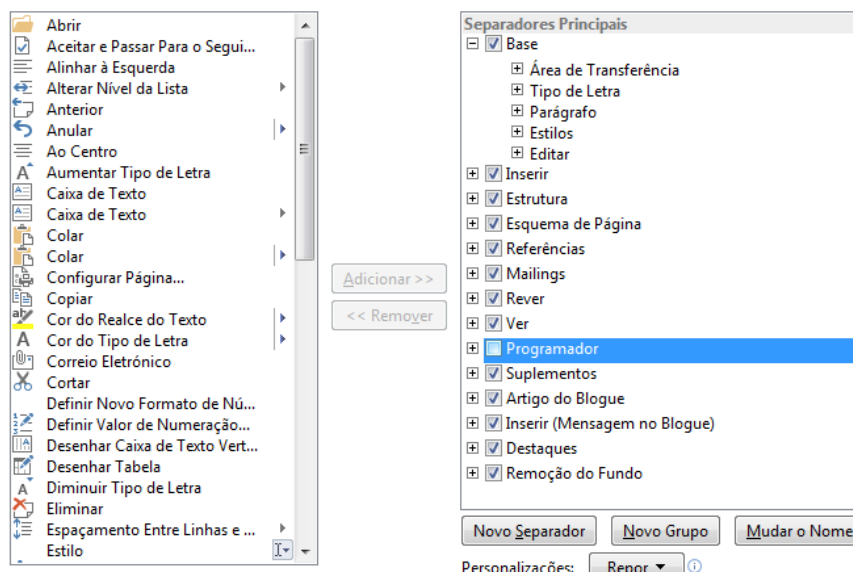 Abrir
Aceitar e Passar Para o Segui...
Alinhar à Esquerda
Alterar Nível da Lista
Anterior
Anular
Ao Centro
Aumentar Tipo de Letra
Caixa de Texto
Caixa de Texto
Colar
Colar
Configurar Página...
Copiar
Cor do Realce do Texto
Cor do Tipo de Letra
Correio Eletrónico
Cortar
Definir Novo Formato de Nú...
Definir Valor de Numeração...
Desenhar Caixa de Texto Vert...
Desenhar Tabela
Diminuir Tipo de Letra
Eliminar
Espaçamento Entre Linhas e ...
Estilo
Adicionar >>
<< Remover
Separadores Principais
Base
Área de Transferência
Tipo de Letra
Parágrafo
Estilos
Editar
Inserir
Estrutura
Esquema de Página
Referências
Mailings
Rever
Ver
Programador
Suplementos
Artigo do Blogue
Inserir (Mensagem no Blogue)
Destaques
Remoção do Fundo
Novo Separador Novo Grupo Mudar o Nome
Personalizações: Repor